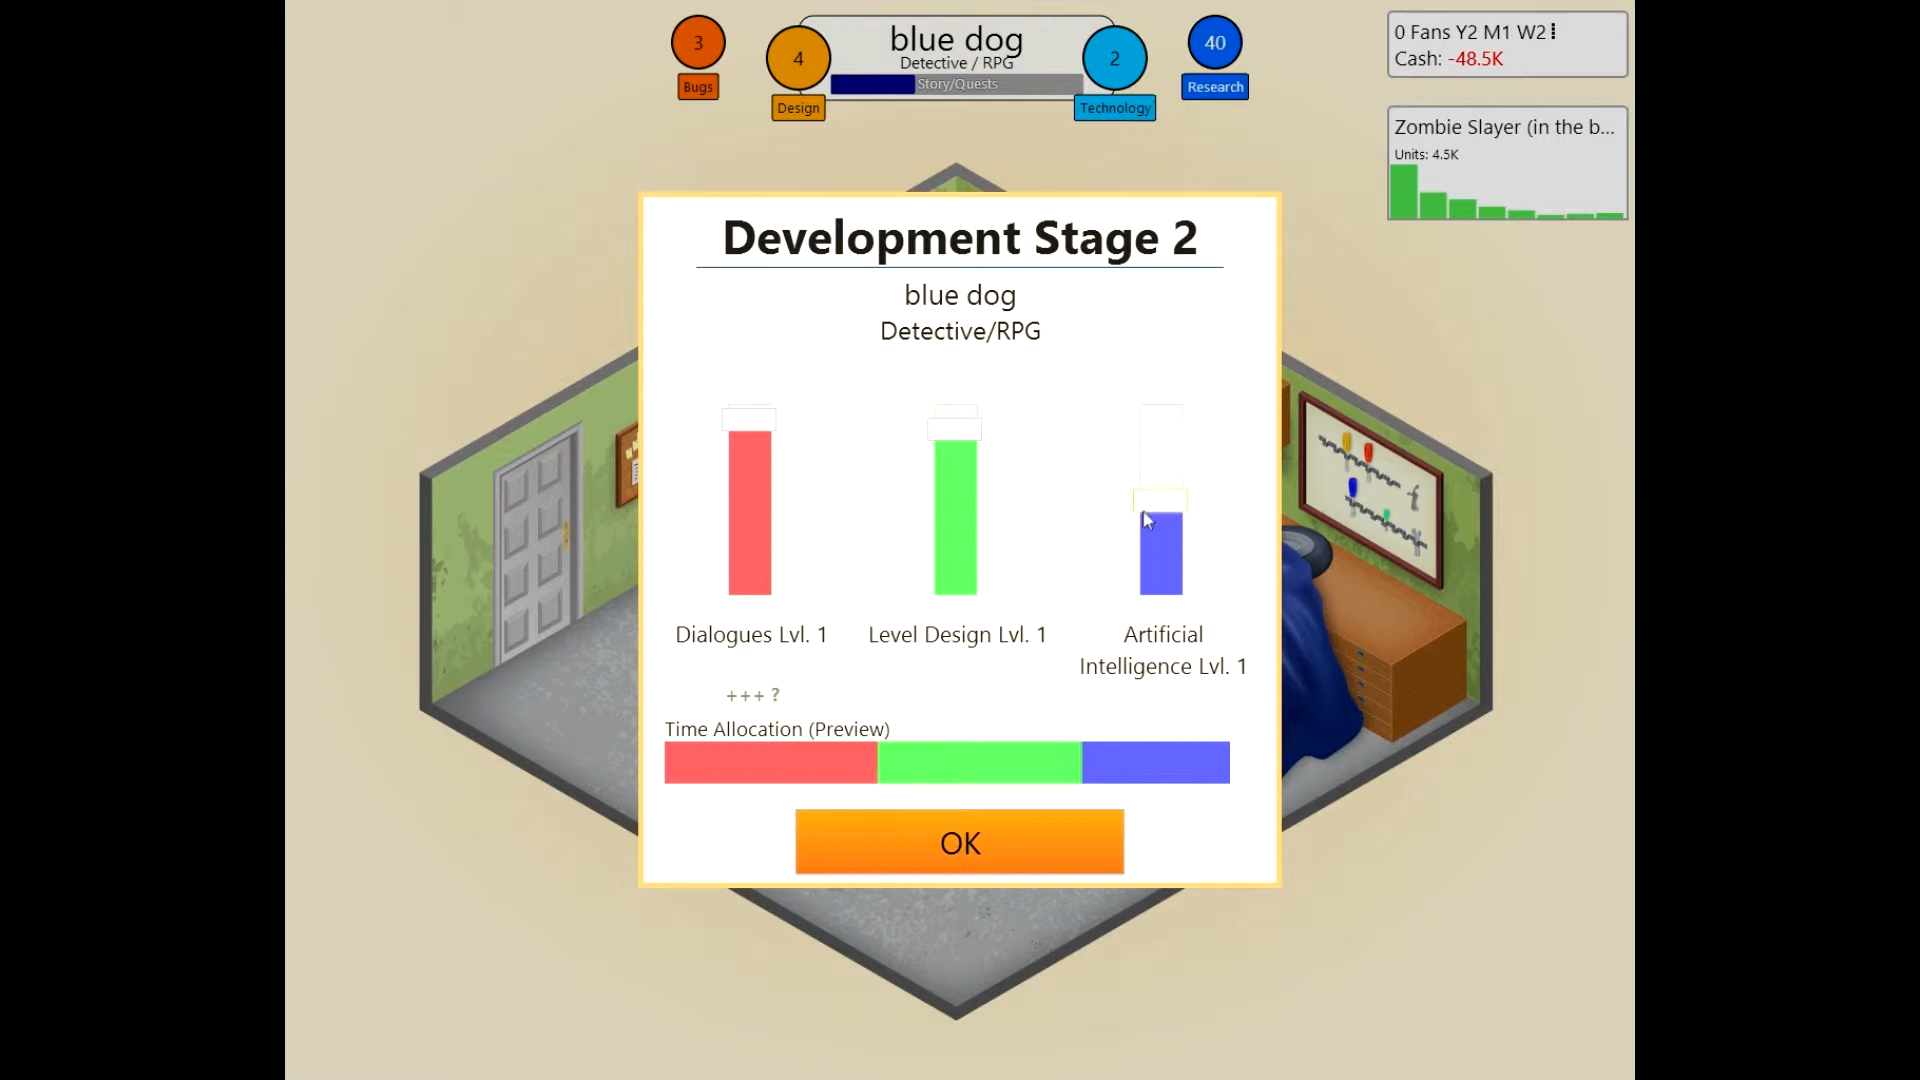 3
Bugs
4
Design
blue dog
Detective / RPG
Story/Quests
2
Technology
40
Research
0 Fans Y2 M1 W2
Cash: -48.5K
Zombie Slayer (in the b...
Units: 4.5K
Development Stage 2
blue dog
Detective/RPG
Dialogues Lvl. 1
Level Design Lvl. 1
Artificial
Intelligence Lvl. 1
+++ ?
Time Allocation (Preview)
OK